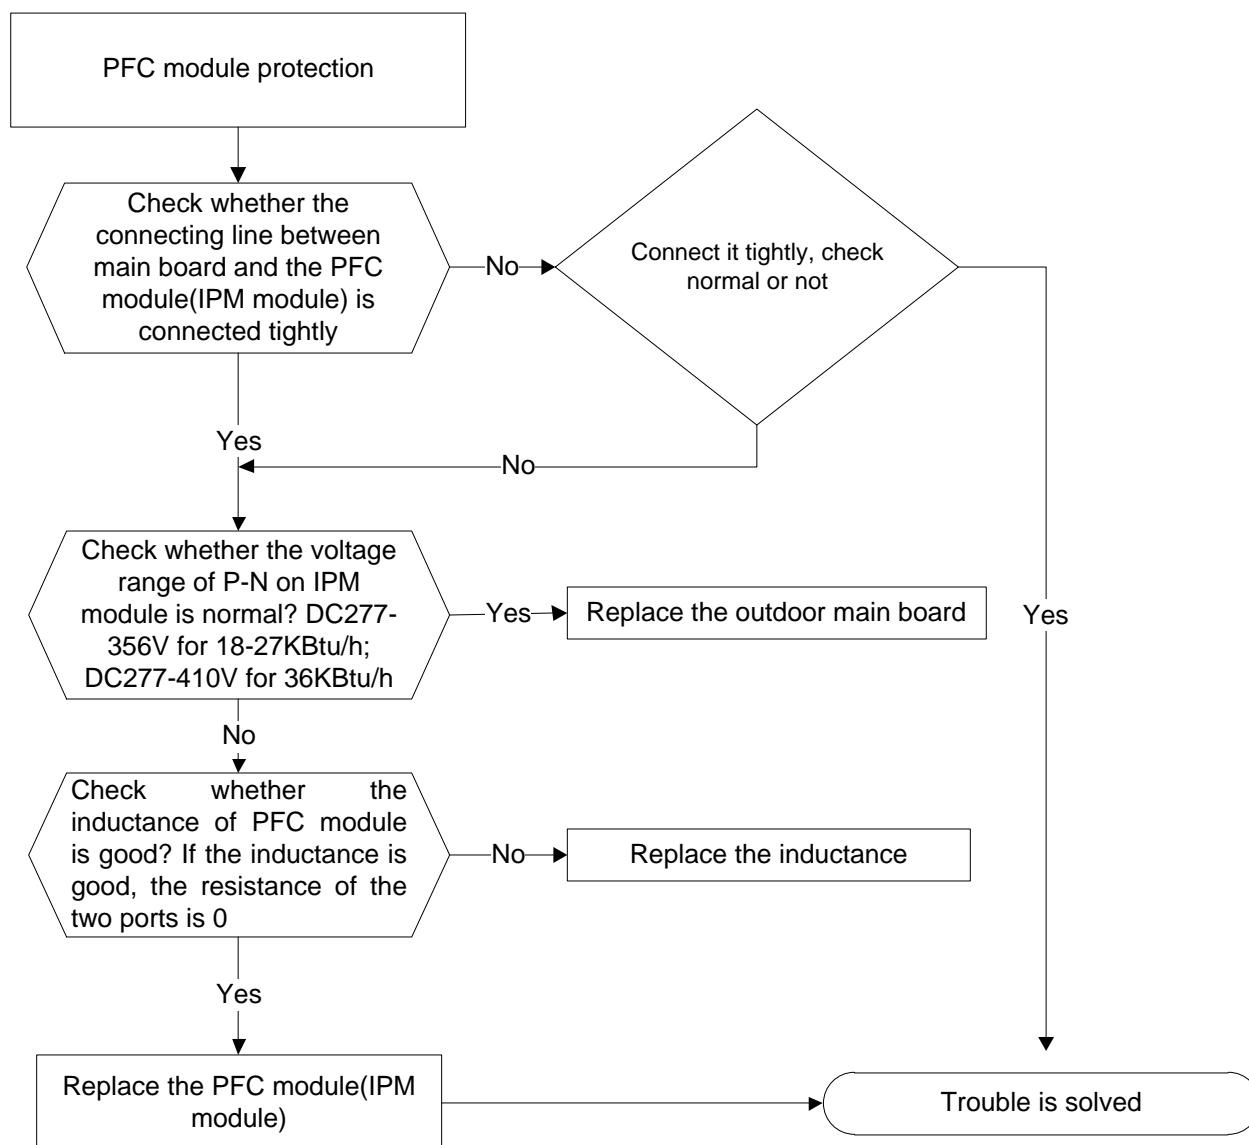 PFC module protection
Check whether the
connecting line between
main board and the PFC
module(IPM module) is
connected tightly
No
Connect it tightly, check
normal or not
Yes
No
Check whether the voltage
range of P-N on IPM
module is normal? DC277-
356V for 18-27KBtu/h;
DC277-410V for 36KBtu/h
Yes
Replace the outdoor main board
Yes
No
Check whether the
inductance of PFC module
is good? If the inductance is
good, the resistance of the
two ports is 0
No
Replace the inductance
Yes
Replace the PFC module(IPM
module)
Trouble is solved